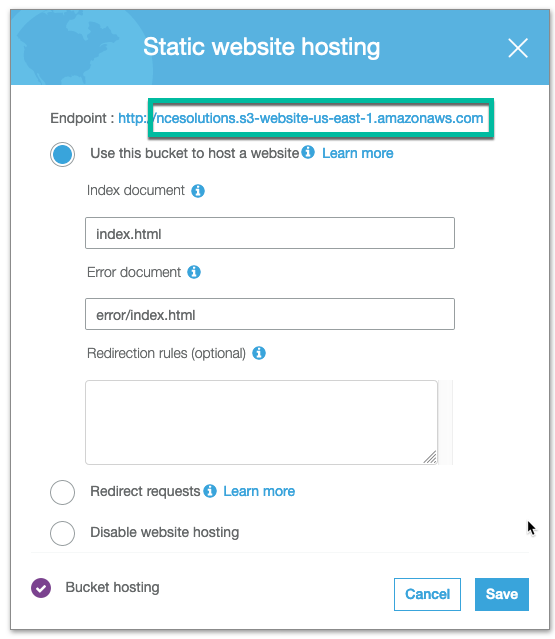 Static website hosting
Endpoint : http://ncesolutions.s3-website-us-east-1.amazonaws.com
Use this bucket to host a website Learn more
Index document
index.html
Error document
error/index.html
Redirection rules (optional)
Redirect requests Learn more
Disable website hosting
Bucket hosting
Cancel
Save